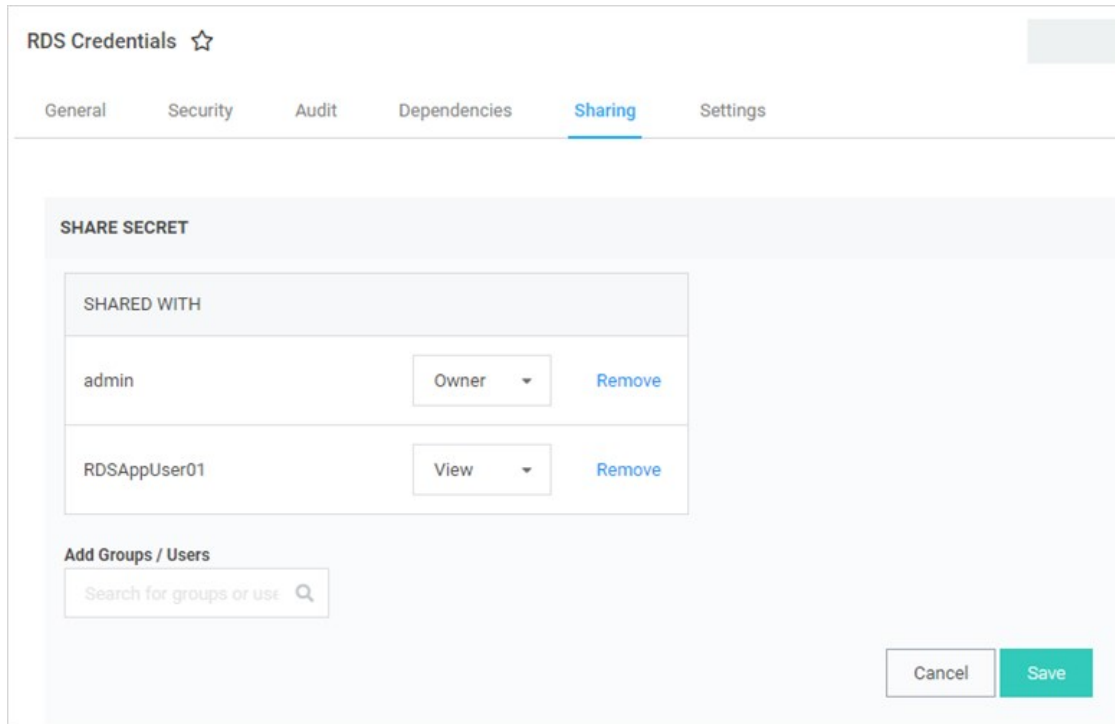 RDS Credentials
General Security Audit Dependencies Sharing Settings
SHARE SECRET
SHARED WITH
admin Owner Remove
RDSAppUser01 View Remove
Add Groups / Users
Search for groups or use
Cancel Save